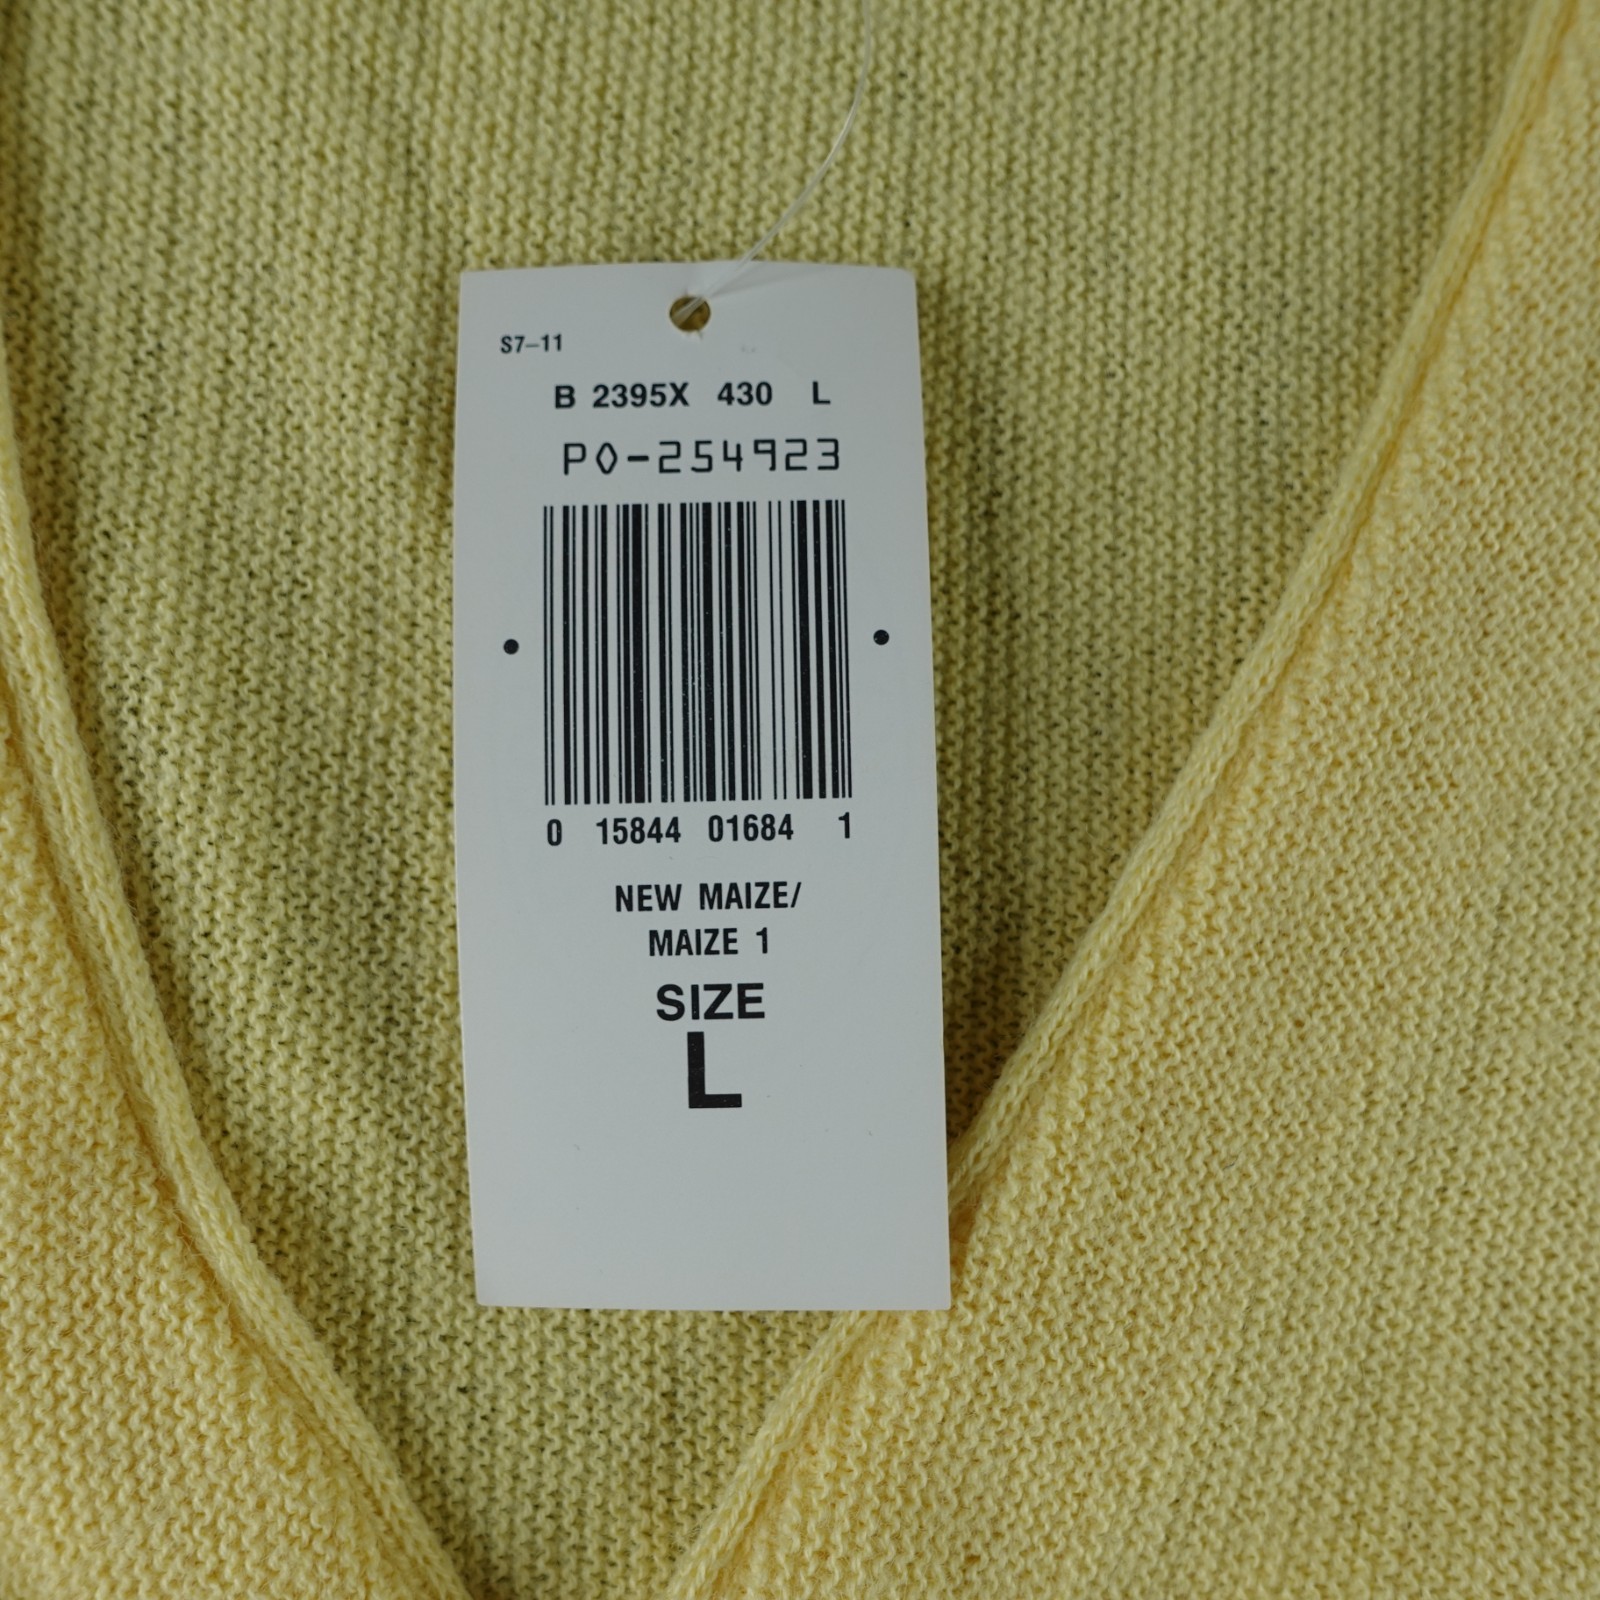 S7-11
B 2395X 430 L
PO-254923
0 15844 01684 1
NEW MAIZE/
MAIZE 1
SIZE
L